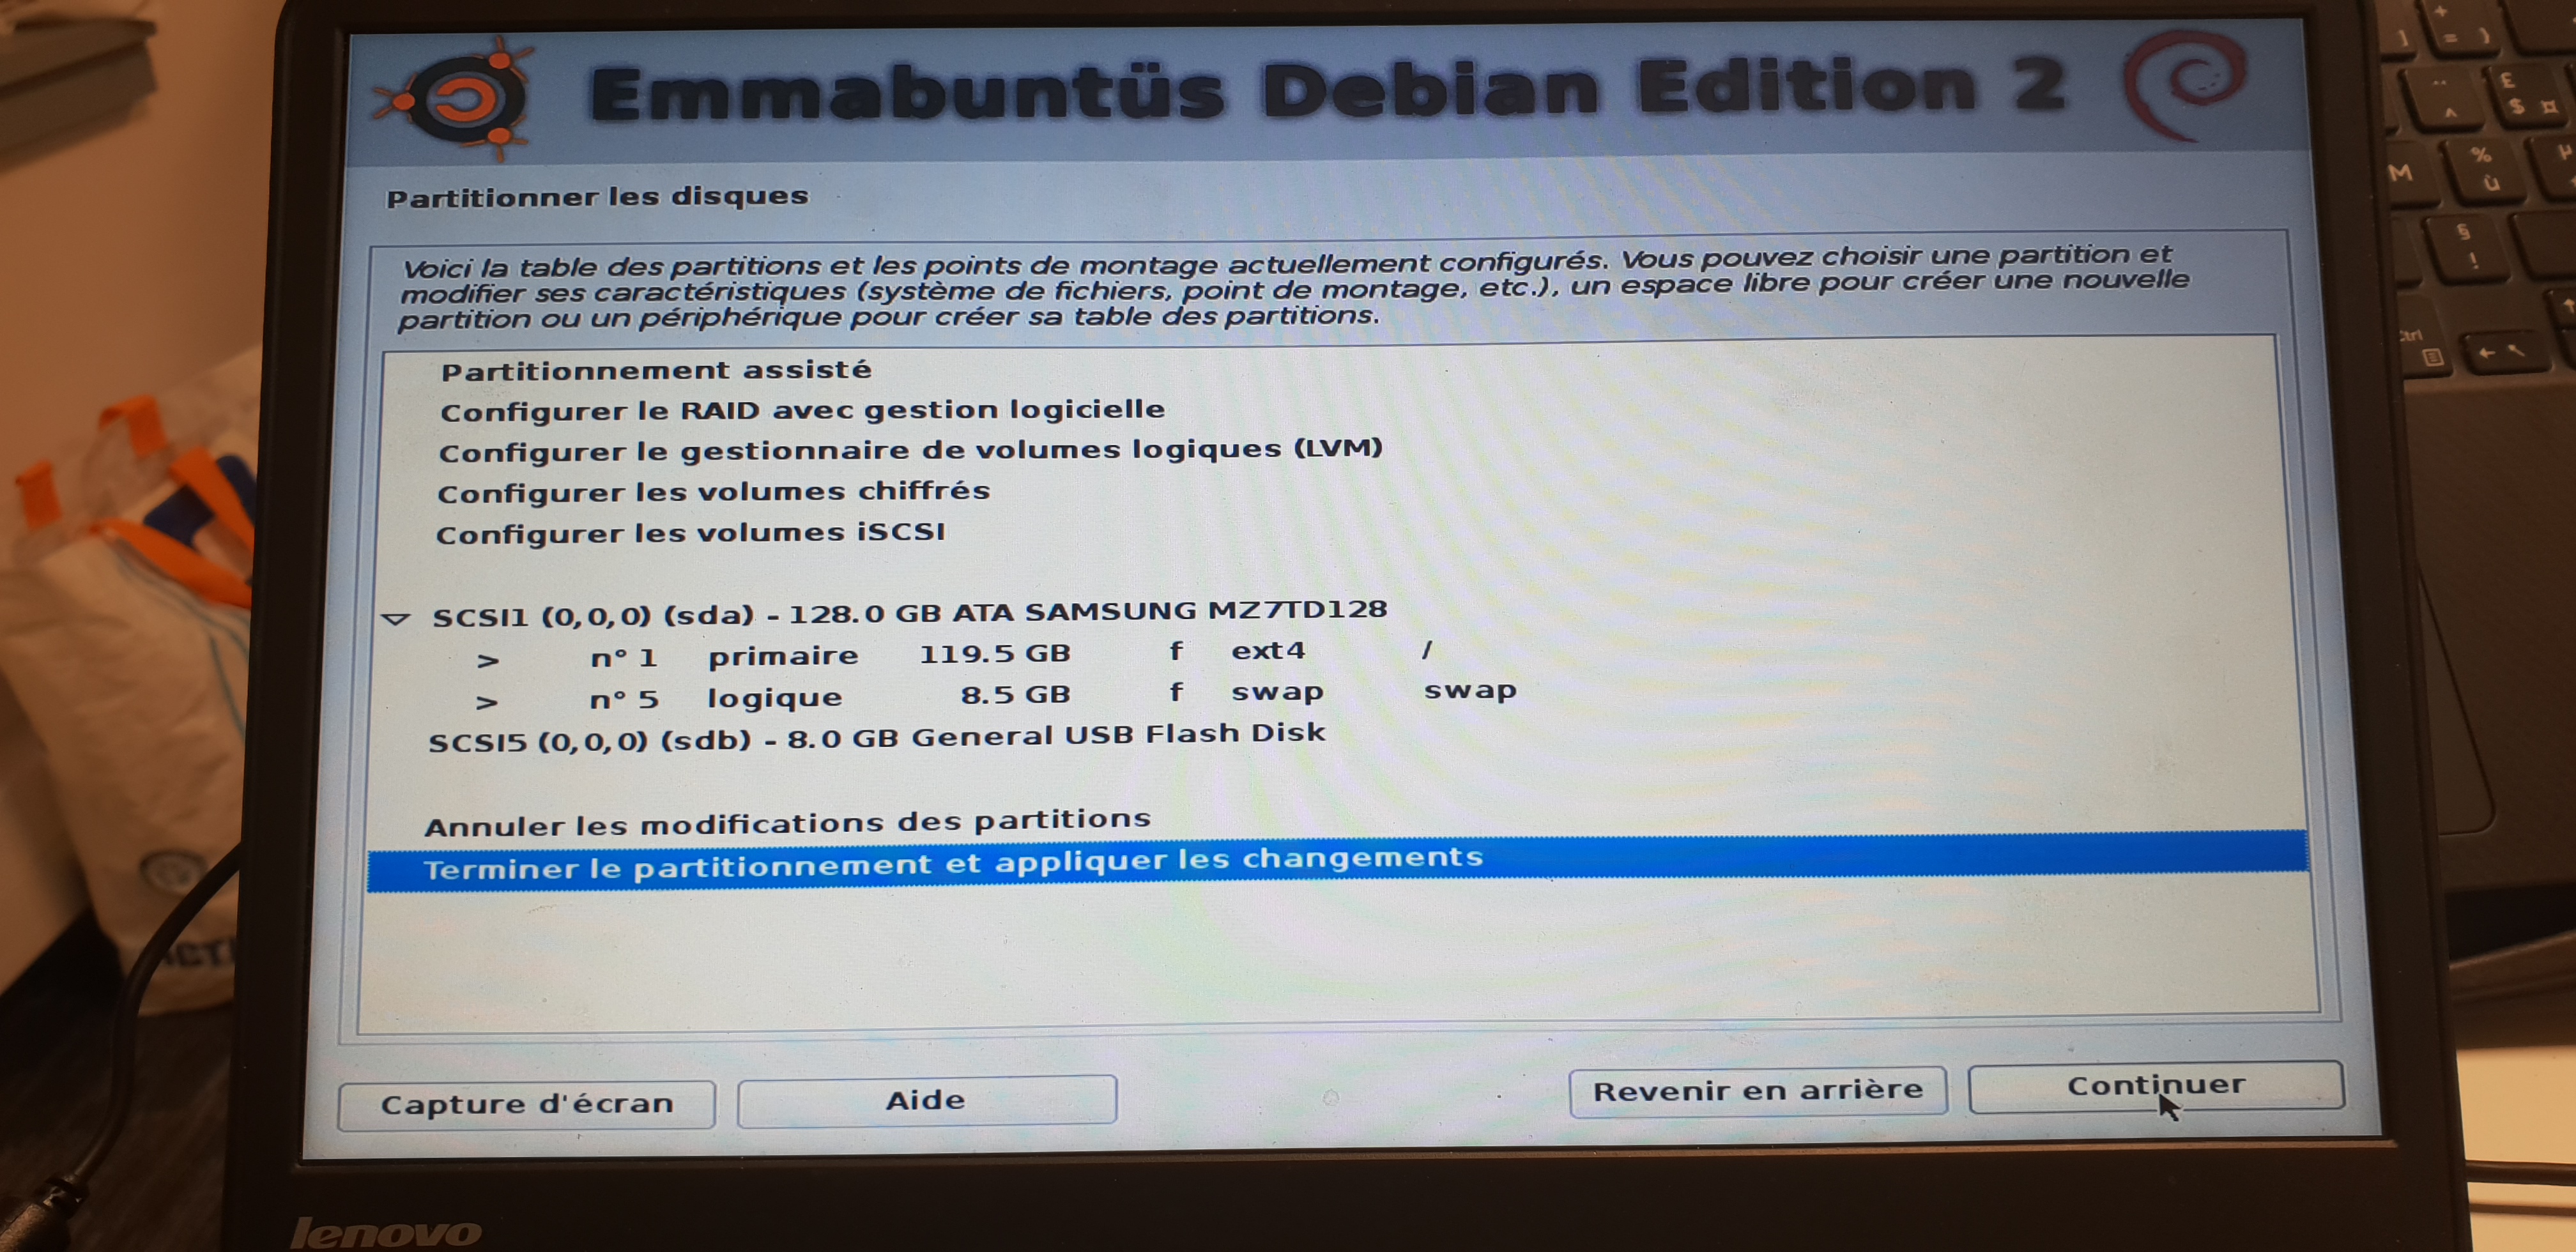 Emmabuntüs Debian Edition 2
Partitionner les disques
Voici la table des partitions et les points de montage actuellement configurés. Vous pouvez choisir une partition et
modifier ses caractéristiques (système de fichiers, point de montage, etc.), un espace libre pour créer une nouvelle
partition ou un périphérique pour créer sa table des partitions.
Partitionnement assisté
Configurer le RAID avec gestion logicielle
Configurer le gestionnaire de volumes logiques (LVM)
Configurer les volumes chiffrés
Configurer les volumes iSCSI
SCSI1 (0,0,0) (sda) - 128.0 GB ATA SAMSUNG MZ7TD128
> n° 1 primaire 119.5 GB f ext4 /
> n° 5 logique 8.5 GB f swap swap
SCSI5 (0,0,0) (sdb) - 8.0 GB General USB Flash Disk
Annuler les modifications des partitions
Terminer le partitionnement et appliquer les changements
Capture d'écran
Aide
Revenir en arrière
Continuer
lenovo
+
= }
£
$ ¤
^
M
%
ù
µ
§
!